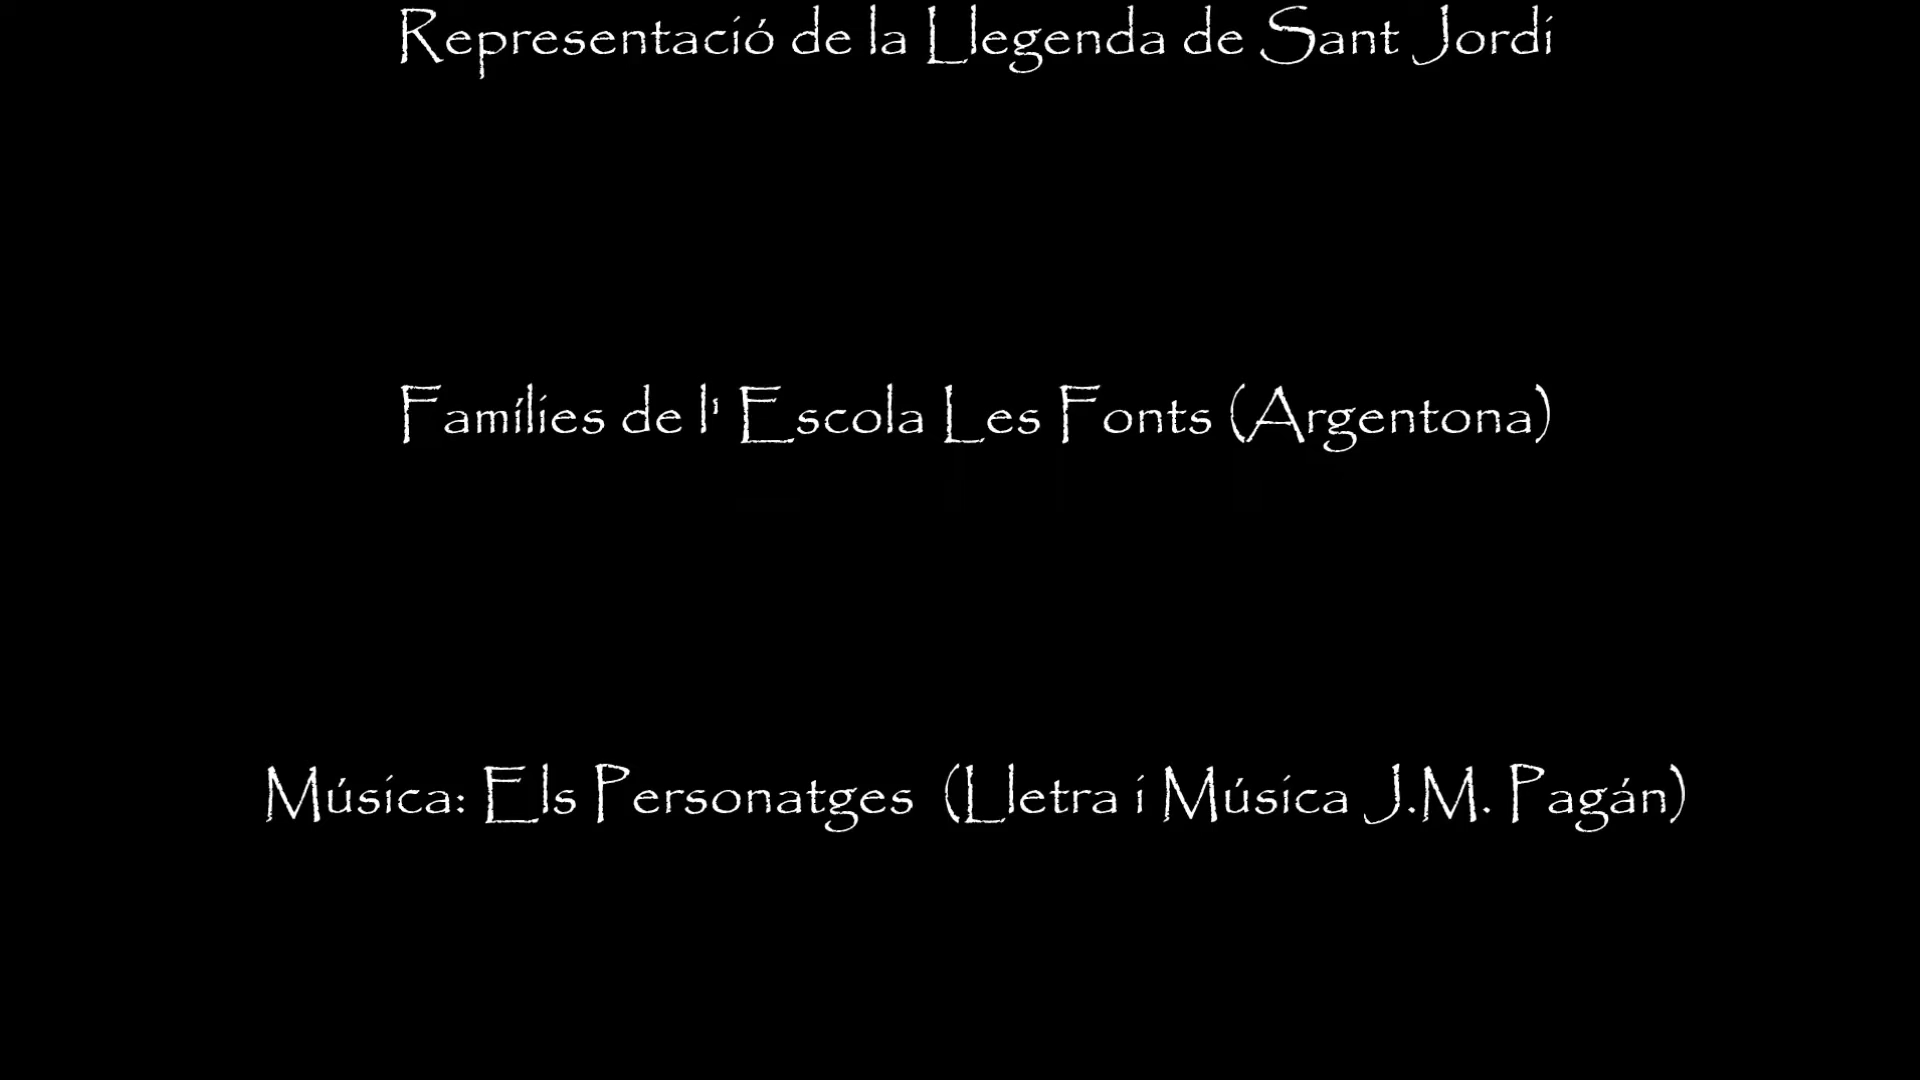 Representació de la Llegenda de Sant Jordi
Famílies de l' Escola Les Fonts (Argentona)
Música: Els Personatges (Lletra i Música J.M. Pagán)